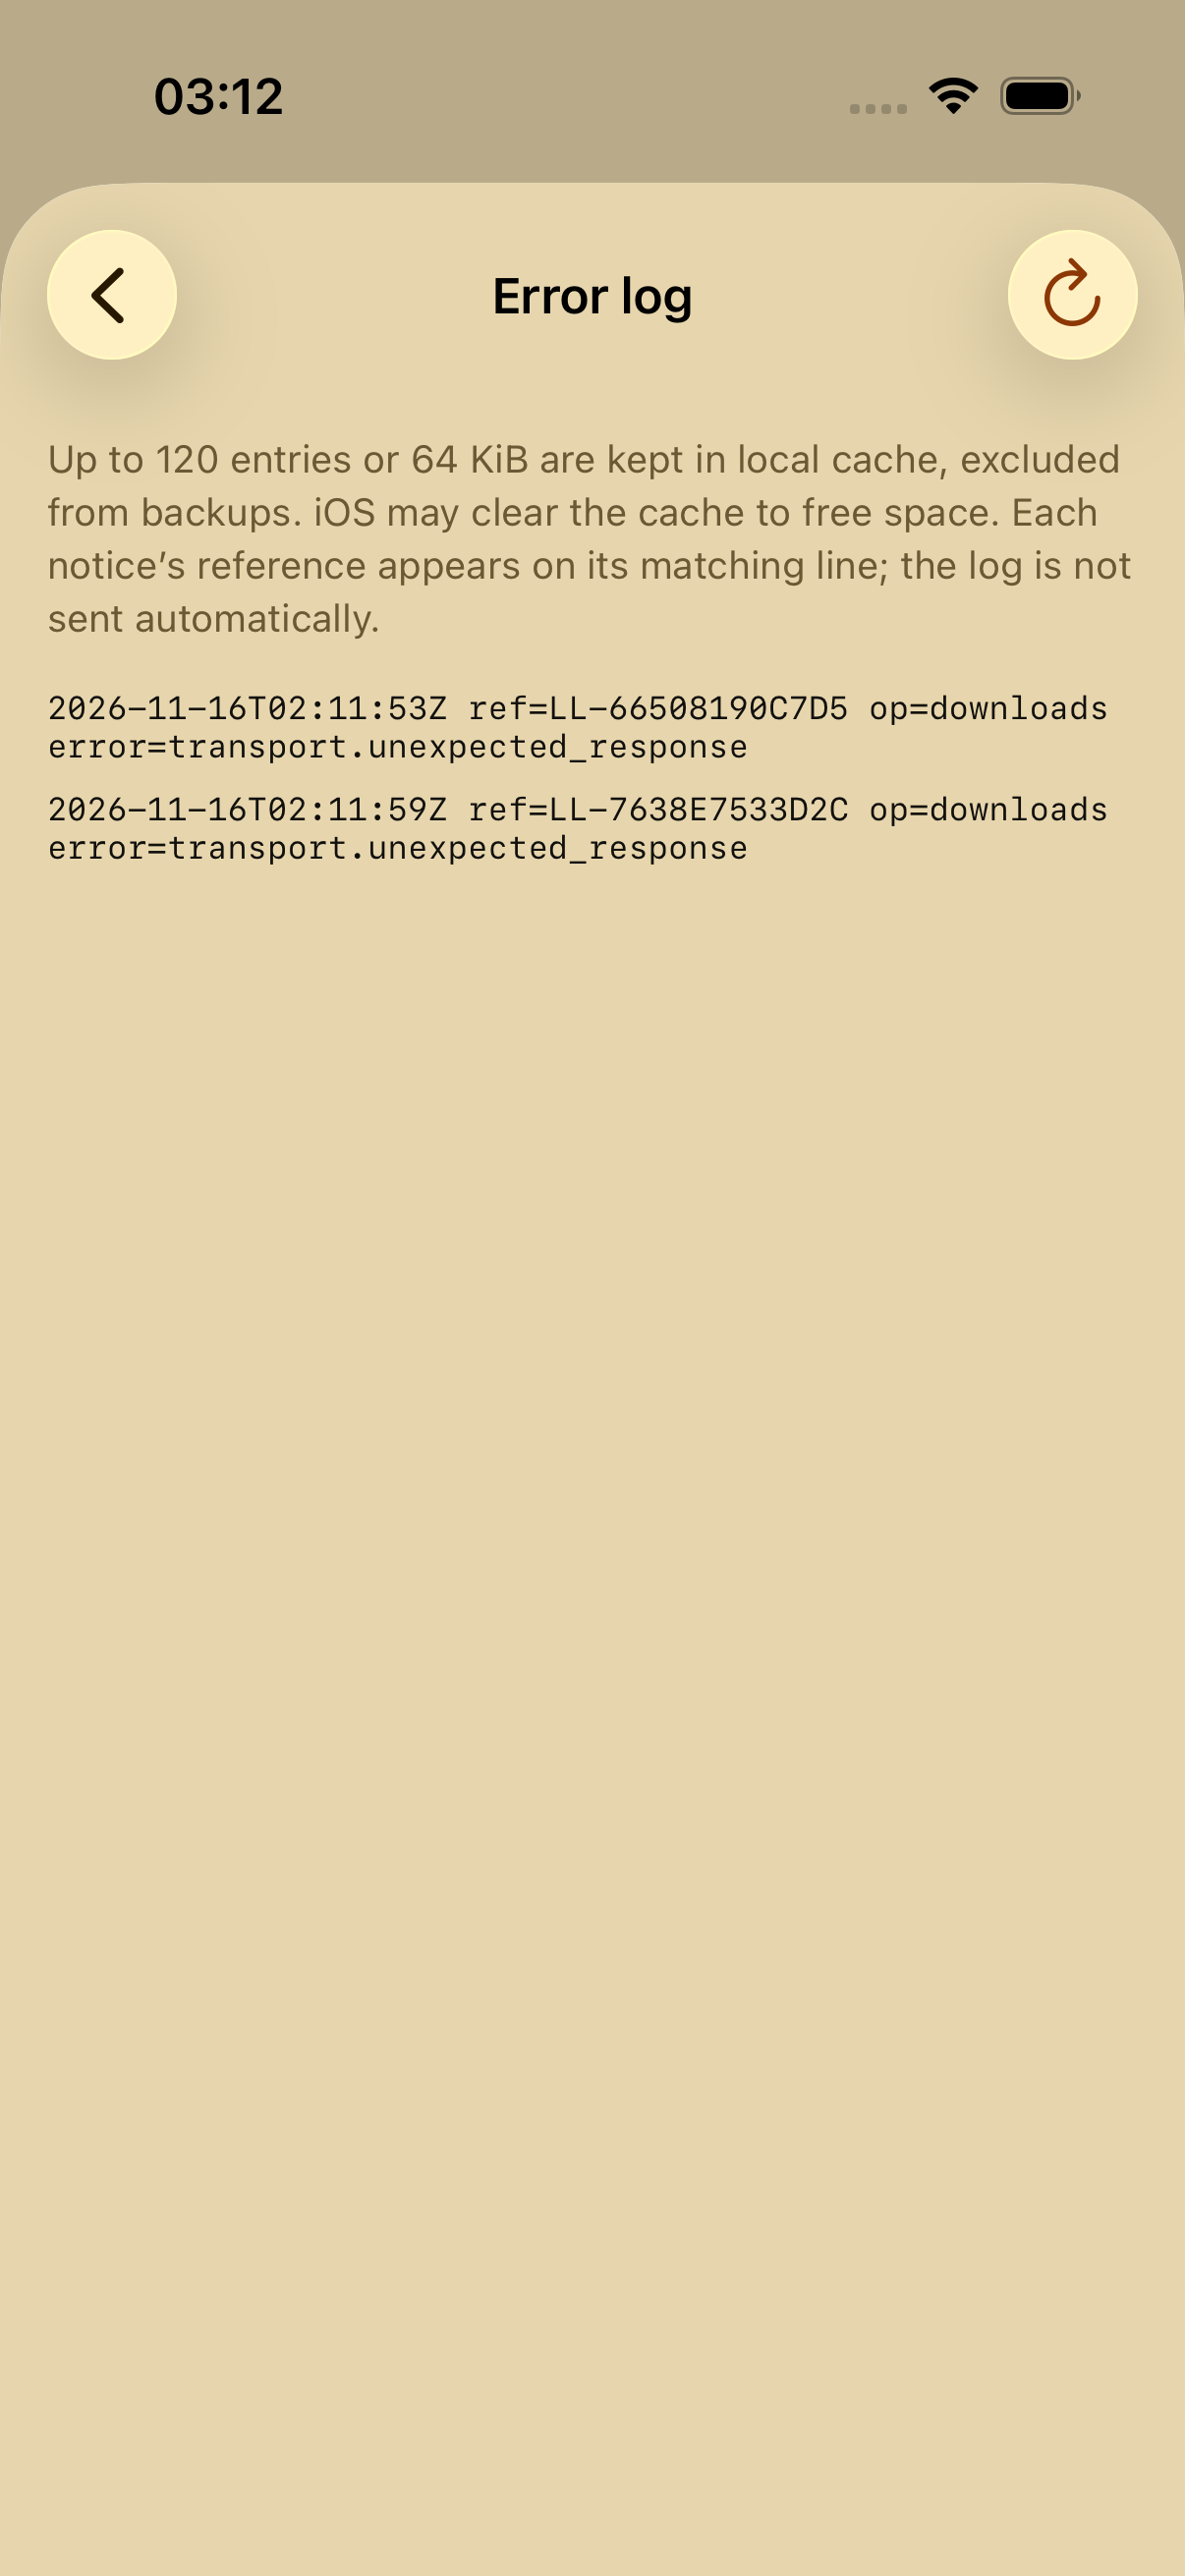 03:12
Error log
Up to 120 entries or 64 KiB are kept in local cache, excluded
from backups. iOS may clear the cache to free space. Each
notice’s reference appears on its matching line; the log is not
sent automatically.
2026-11-16T02:11:53Z ref=LL-66508190C7D5 op=downloads
error=transport.unexpected_response
2026-11-16T02:11:59Z ref=LL-7638E7533D2C op=downloads
error=transport.unexpected_response